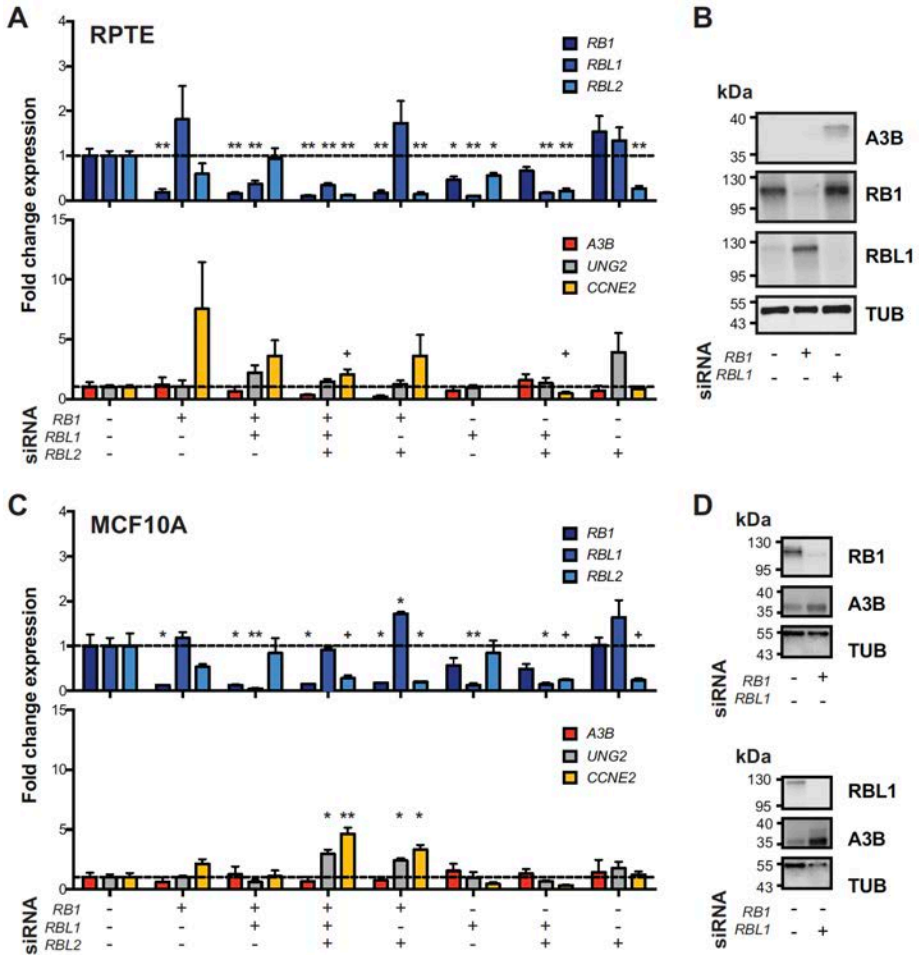 A
RPTE
4
3
2
1
0
RB1
RBL1
RBL2
** ** ** ** ** ** ** ** * * ** ** **
Fold change expression
15
10
5
0
A3B
UNG2
CCNE2
+ +
siRNA
RB1 - + + + + - - -
RBL1 - - + + - + + -
RBL2 - - - + + - + +
B
kDa
40
35
A3B
130
95
RB1
130
95
RBL1
55
43
TUB
siRNA
RB1 - + -
RBL1 - - +
C
MCF10A
4
3
2
1
0
RB1
RBL1
RBL2
* * ** * + * * * ** * + +
Fold change expression
15
10
5
0
A3B
UNG2
CCNE2
* ** * *
siRNA
RB1 - + + + + - - -
RBL1 - - + + - + + -
RBL2 - - - + + - + +
D
kDa
130
95
RB1
40
35
A3B
55
43
TUB
siRNA
RB1 - +
RBL1 - -
kDa
130
95
RBL1
40
35
A3B
55
43
TUB
siRNA
RB1 - -
RBL1 - +